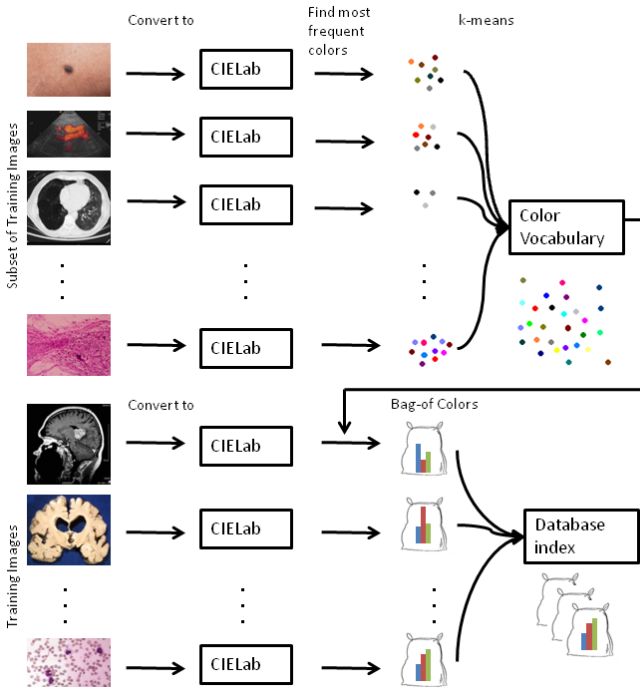 Convert to
Find most
frequent
colors
k-means
Subset of Training Images
CIELab
CIELab
CIELab
Color
Vocabulary
CIELab
Convert to
Bag-of Colors
Training Images
CIELab
CIELab
Database
index
CIELab